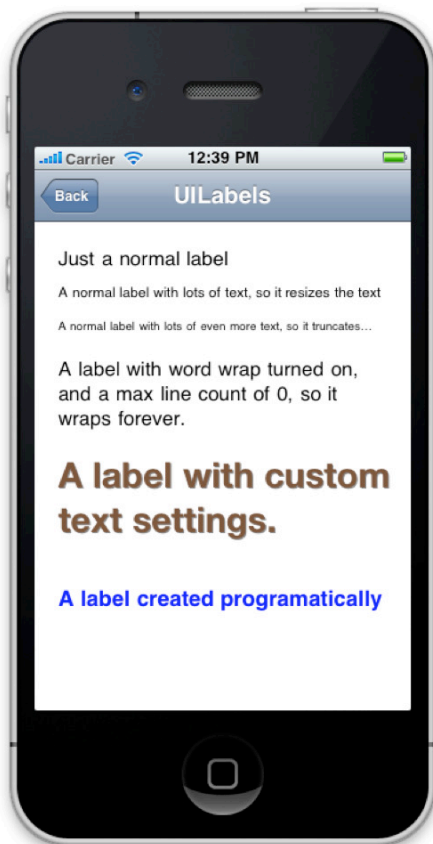 Carrier 12:39 PM
Back UILabels
Just a normal label
A normal label with lots of text, so it resizes the text
A normal label with lots of even more text, so it truncates...
A label with word wrap turned on,
and a max line count of 0, so it
wraps forever.
A label with custom
text settings.
A label created programatically